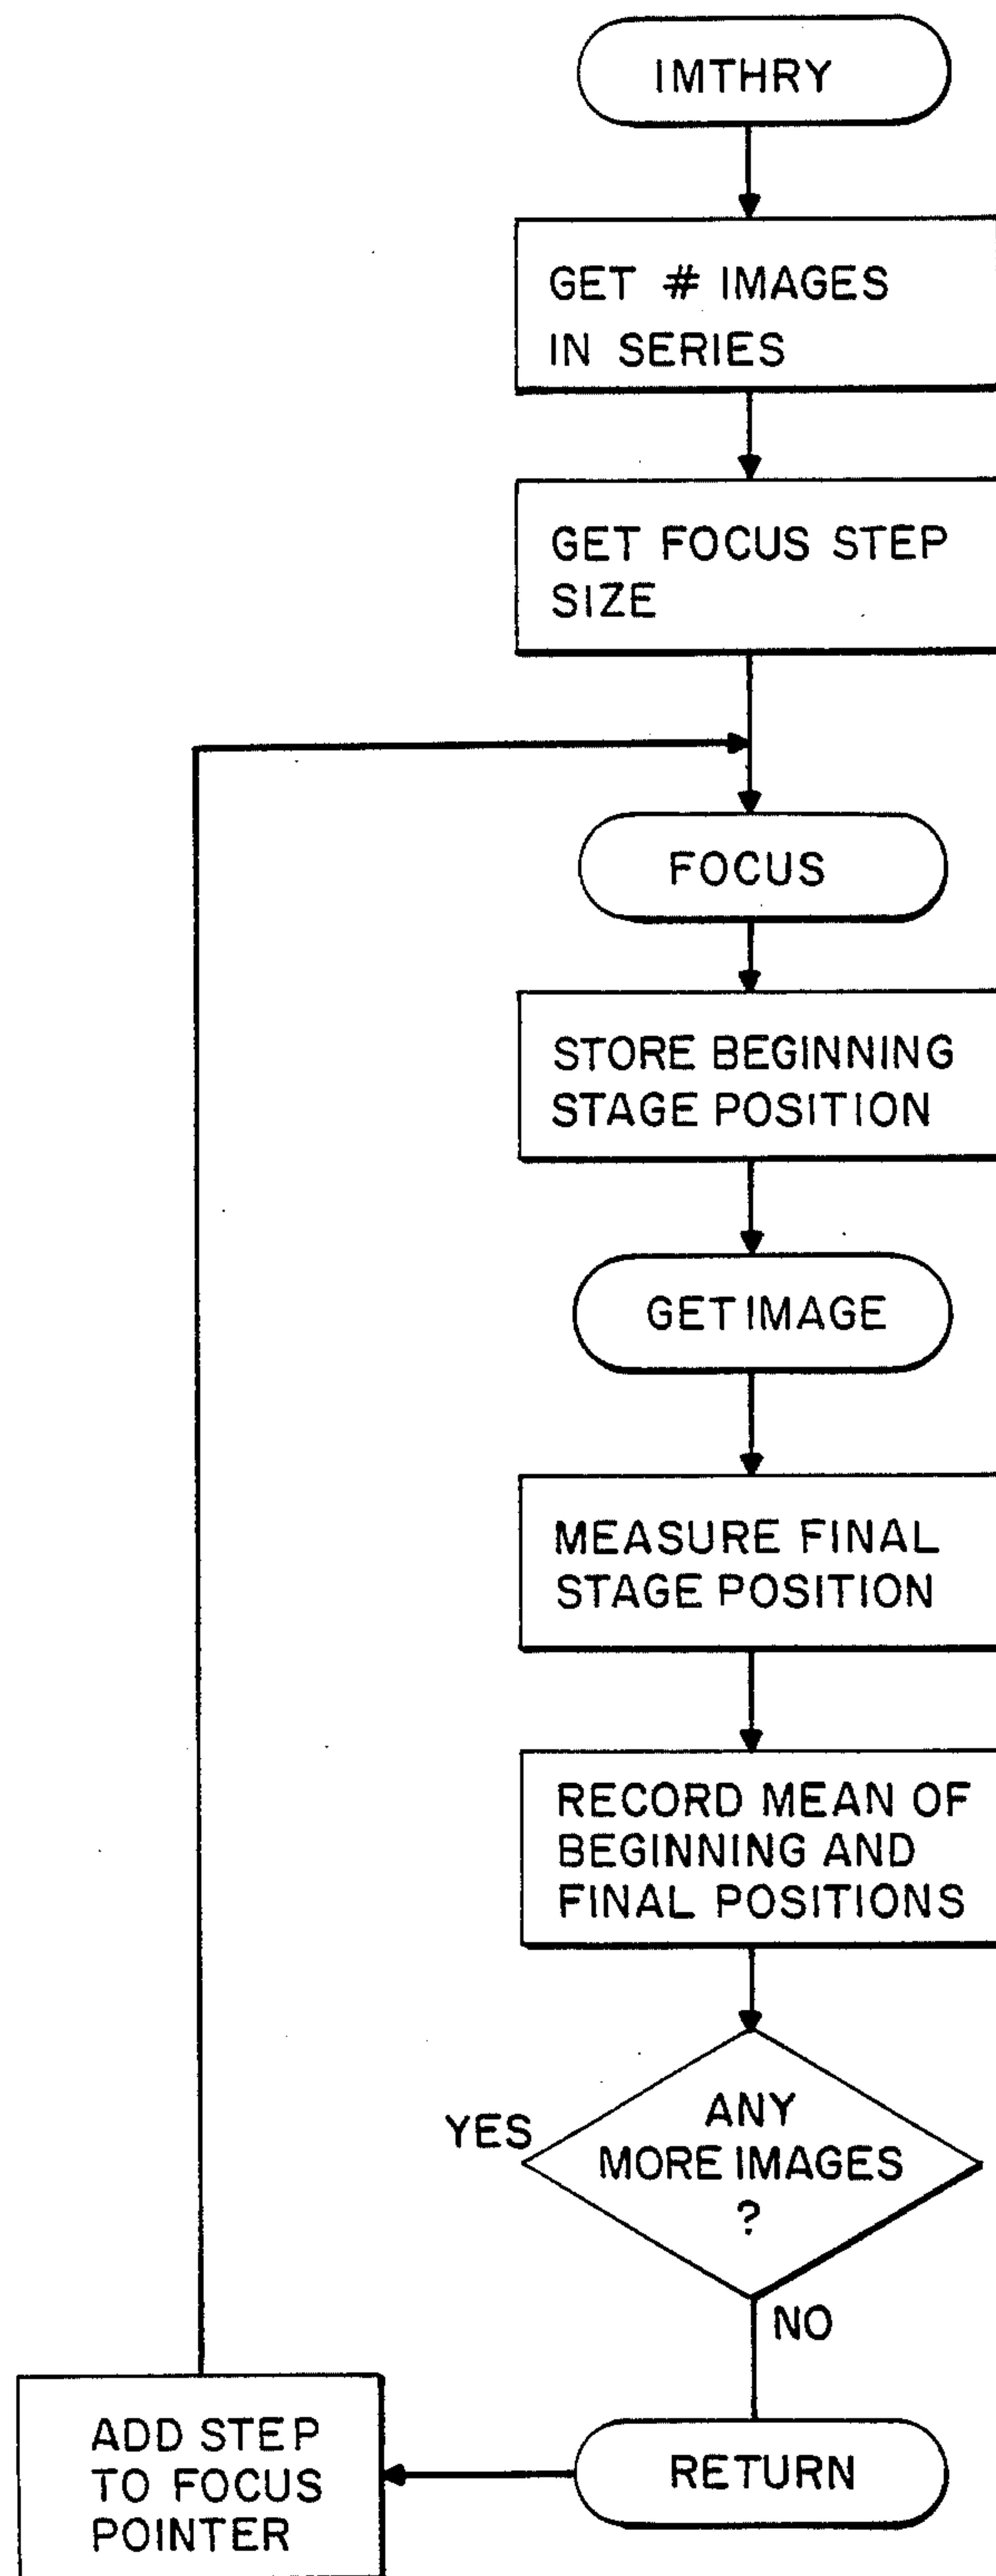 IMTHRY
GET # IMAGES
IN SERIES
GET FOCUS STEP
SIZE
FOCUS
STORE BEGINNING
STAGE POSITION
GET IMAGE
MEASURE FINAL
STAGE POSITION
RECORD MEAN OF
BEGINNING AND
FINAL POSITIONS
YES
ANY
MORE IMAGES
?
NO
RETURN
ADD STEP
TO FOCUS
POINTER